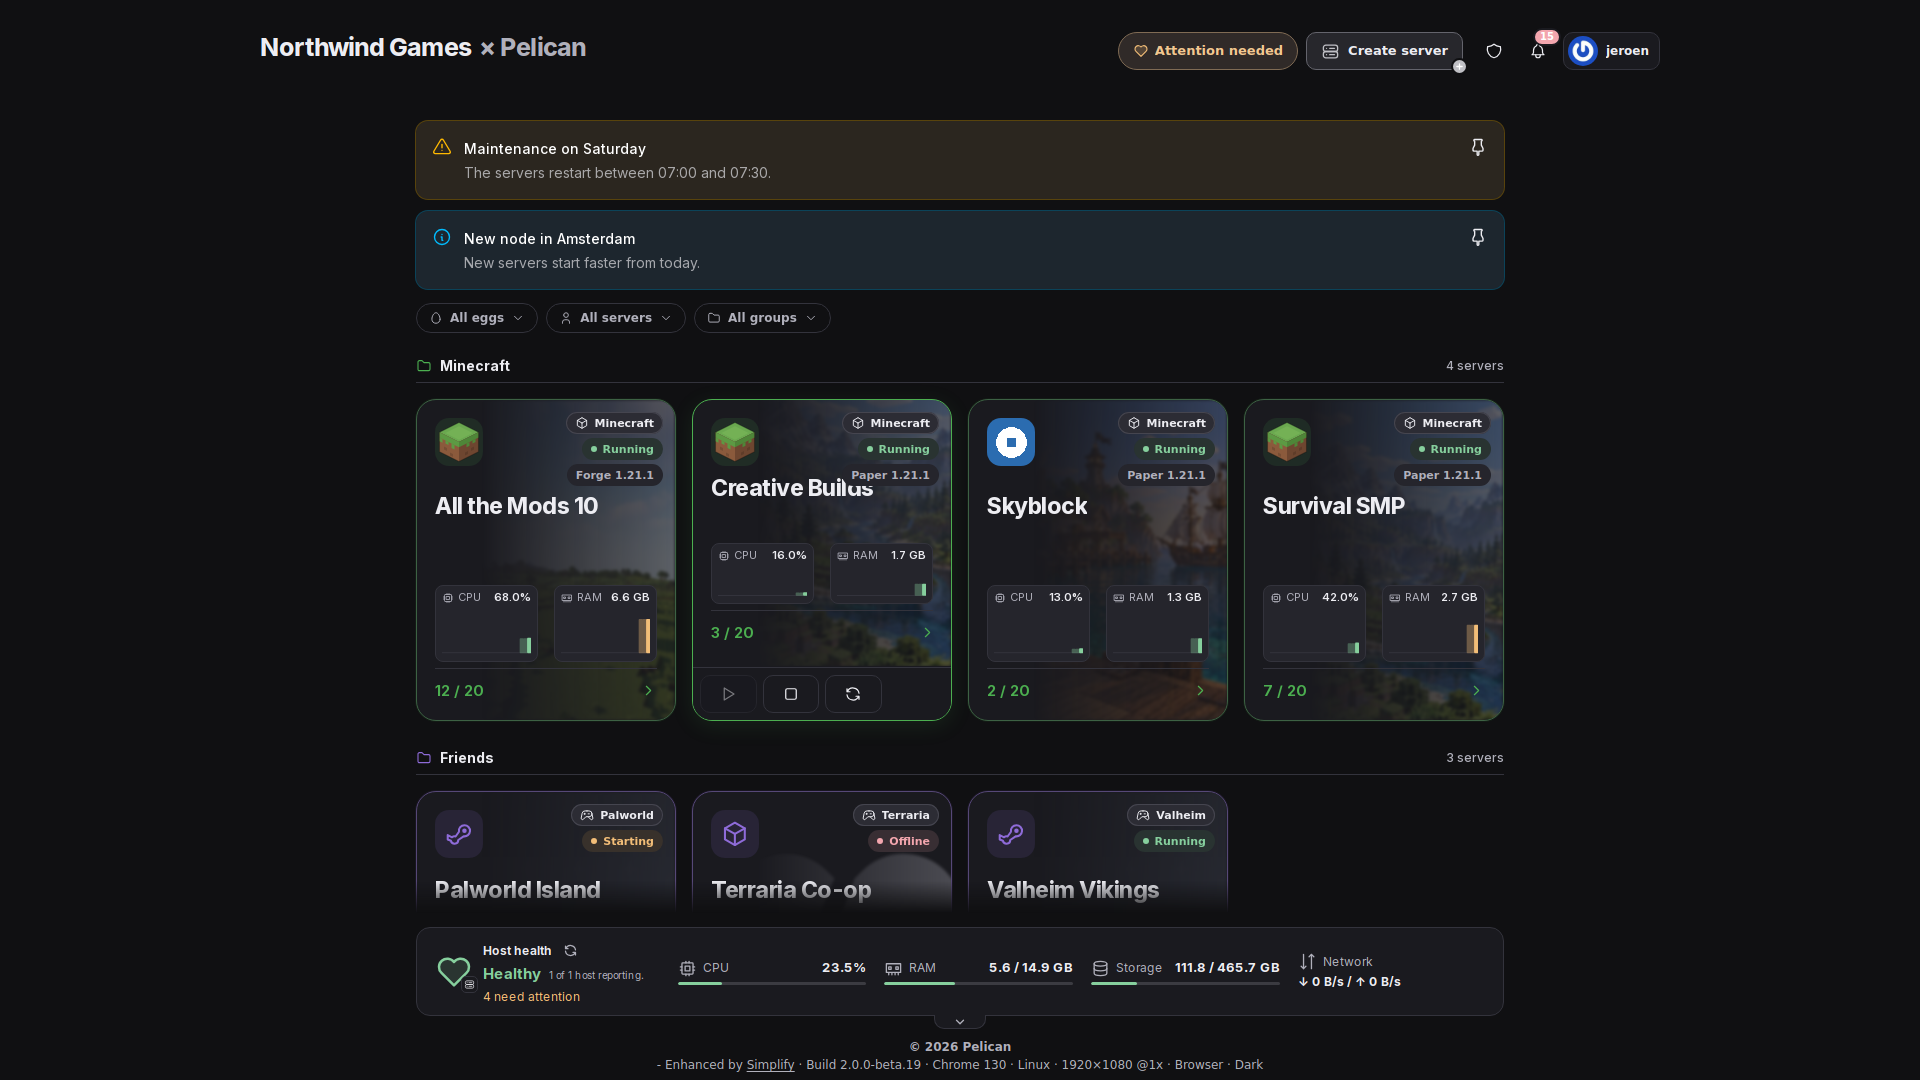 Northwind Games × Pelican
Attention needed
Create server
15
jeroen
Maintenance on Saturday
The servers restart between 07:00 and 07:30.
New node in Amsterdam
New servers start faster from today.
All eggs
All servers
All groups
Minecraft
4 servers
Minecraft
Running
Forge 1.21.1
All the Mods 10
CPU 68.0%
RAM 6.6 GB
12 / 20
Minecraft
Running
Paper 1.21.1
Creative Builds
CPU 16.0%
RAM 1.7 GB
3 / 20
Minecraft
Running
Paper 1.21.1
Skyblock
CPU 13.0%
RAM 1.3 GB
2 / 20
Minecraft
Running
Paper 1.21.1
Survival SMP
CPU 42.0%
RAM 2.7 GB
7 / 20
Friends
3 servers
Palworld
Starting
Palworld Island
Terraria
Offline
Terraria Co-op
Valheim
Running
Valheim Vikings
Host health
Healthy 1 of 1 host reporting.
4 need attention
CPU 23.5%
RAM 5.6 / 14.9 GB
Storage 111.8 / 465.7 GB
Network
↓ 0 B/s / ↑ 0 B/s
© 2026 Pelican
- Enhanced by Simplify · Build 2.0.0-beta.19 · Chrome 130 · Linux · 1920×1080 @1x · Browser · Dark